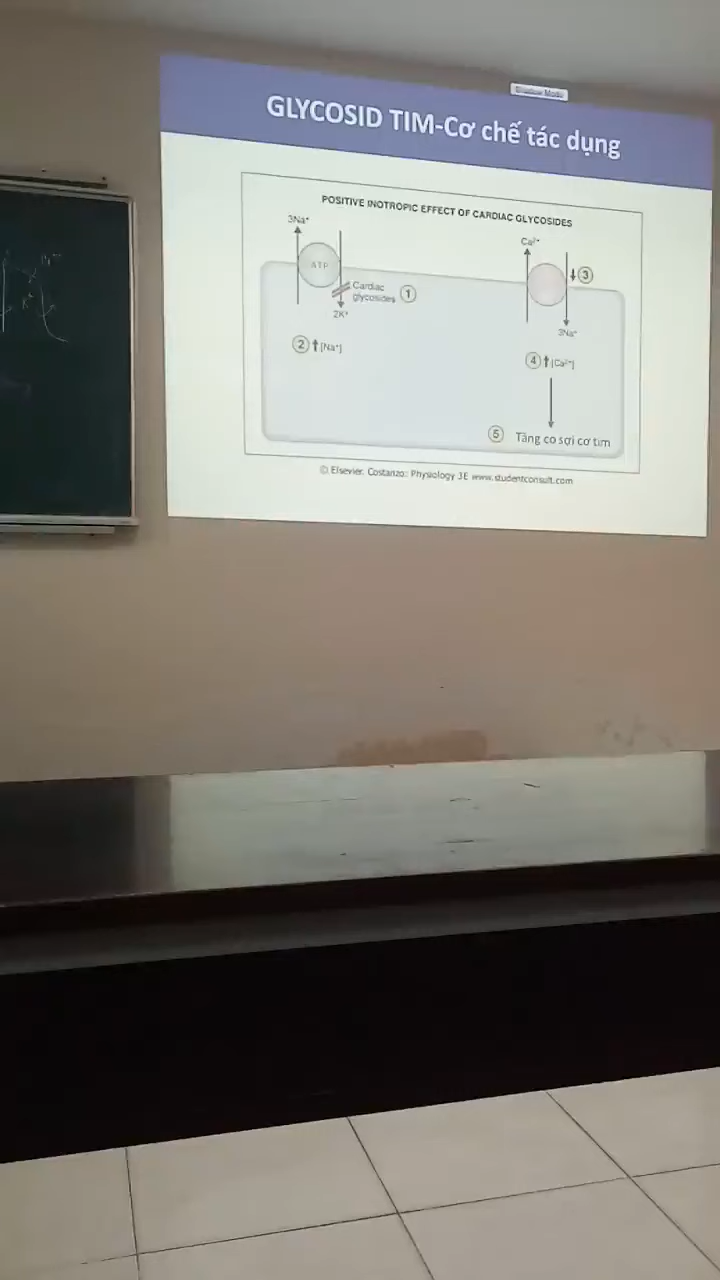 Shadow Mode
GLYCOSID TIM-Cơ chế tác dụng
POSITIVE INOTROPIC EFFECT OF CARDIAC GLYCOSIDES
3Na⁺
ATP
Cardiac
glycosides
1
2K⁺
2 ↑[Na⁺]
Ca²⁺
↓3
3Na⁺
4 ↑[Ca²⁺]
5 Tăng co sợi cơ tim
© Elsevier. Costanzo: Physiology 3E www.studentconsult.com